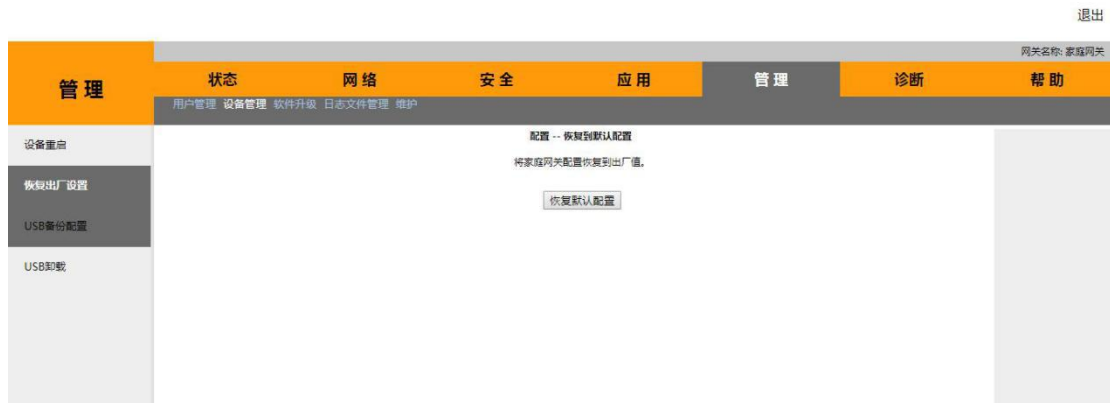 退出
网关名称: 家庭网关
管 理
状态 网 络 安 全 应 用 管 理 诊断 帮 助
用户管理 设备管理 软件升级 日志文件管理 维护
设备重启
恢复出厂设置
USB备份配置
USB卸载
配置 -- 恢复到默认配置
将家庭网关配置恢复到出厂值。
恢复默认配置